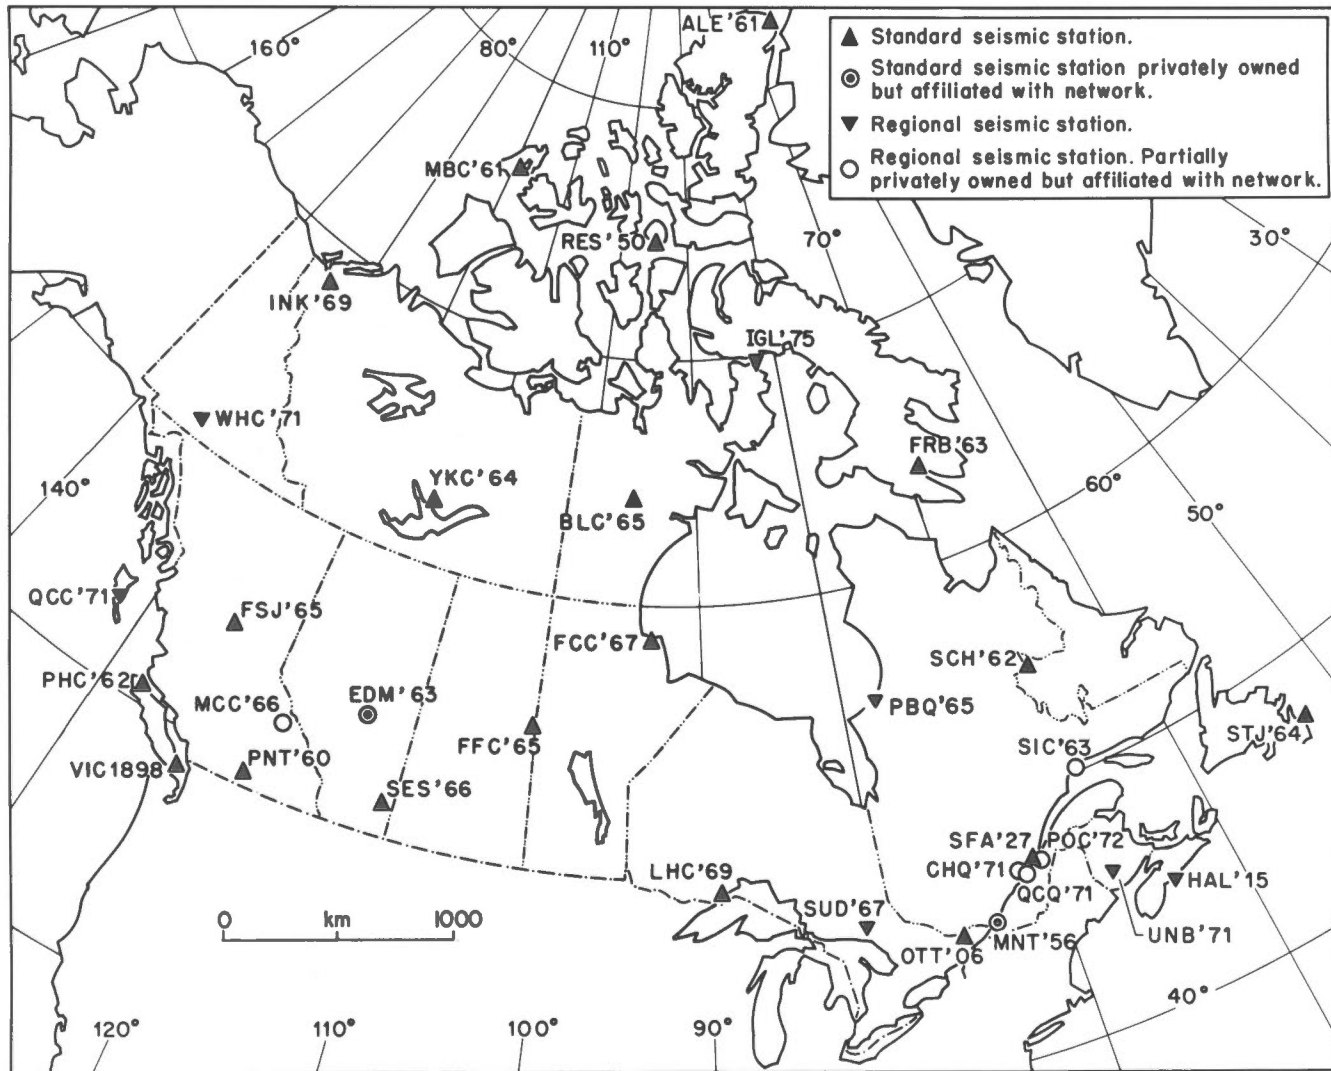 ALE'61
▲ Standard seismic station.
Standard seismic station privately owned
but affiliated with network.
▼ Regional seismic station.
Regional seismic station. Partially
privately owned but affiliated with network.
160°
80°
110°
MBC'61
RES'50
70°
30°
INK'69
IGL'75
WHC'71
FRB'63
YKC'64
140°
60°
BLC'65
50°
QCC'71
FSJ'65
FCC'67
SCH'62
PHC'62
MCC'66
EDM'63
PBQ'65
FFC'65
STJ'64
SIC'63
VIC1898
PNT'60
SES'66
SFA'27
POC'72
LHC'69
CHQ'71
QCQ'71
HAL'15
SUD'67
UNB'71
0 km 1000
OTT'06
MNT'56
40°
120°
110°
100°
90°